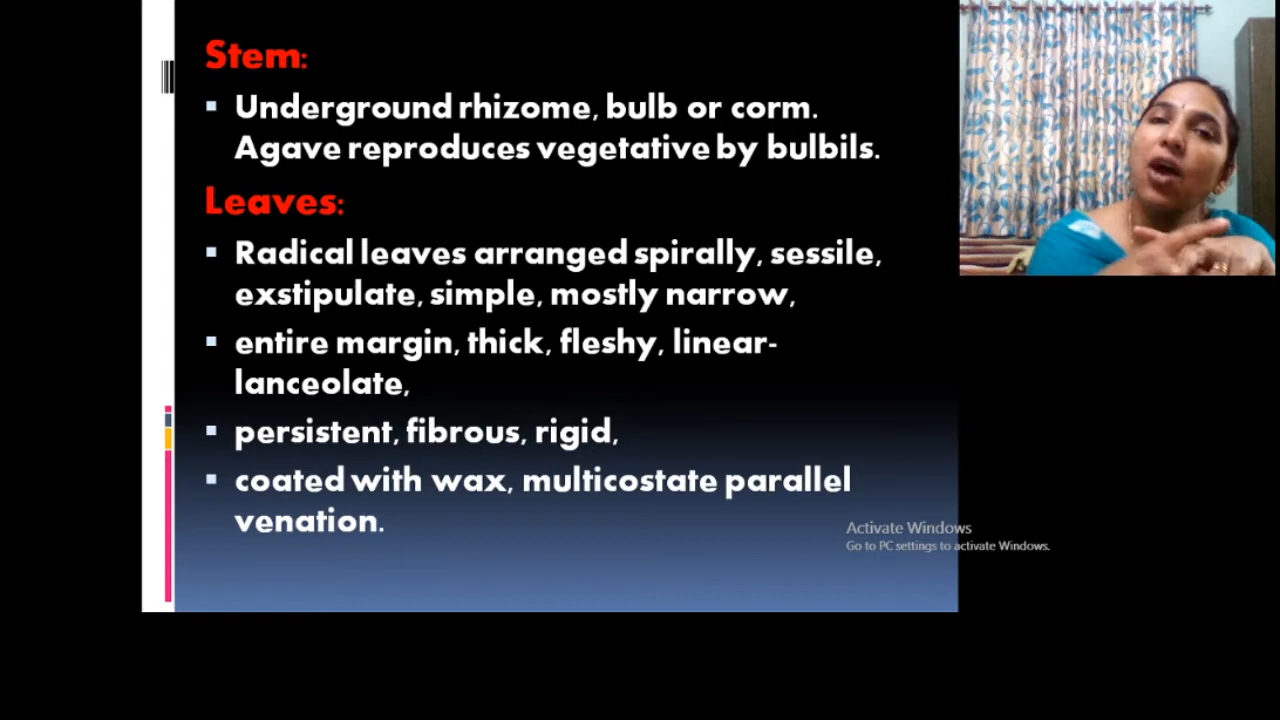 Stem:
Underground rhizome, bulb or corm.
Agave reproduces vegetative by bulbils.
Leaves:
Radical leaves arranged spirally, sessile,
exstipulate, simple, mostly narrow,
entire margin, thick, fleshy, linear-
lanceolate,
persistent, fibrous, rigid,
coated with wax, multicostate parallel
venation.
Activate Windows
Go to PC settings to activate Windows.